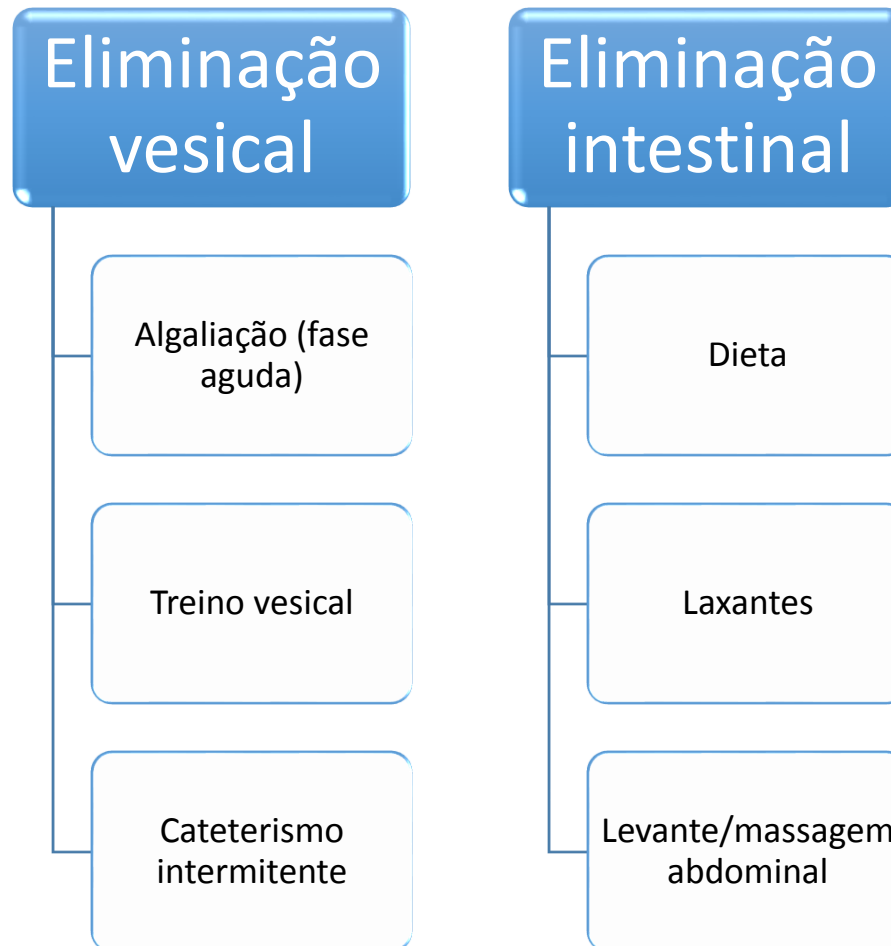 Eliminação
vesical
Algaliação (fase
aguda)
Treino vesical
Cateterismo
intermitente
Eliminação
intestinal
Dieta
Laxantes
Levante/massagem
abdominal